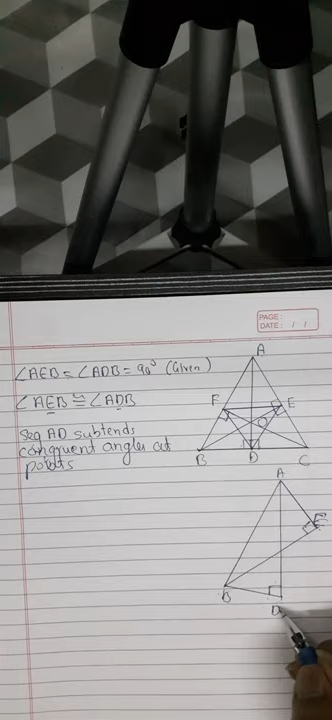 PAGE:
DATE: / /
∠AEB = ∠ADB = 90° (Given)
∠AEB ≅ ∠ADB
seg AD subtends
congruent angles at
points
A
F
E
O
B
D
C
A
E
B
D